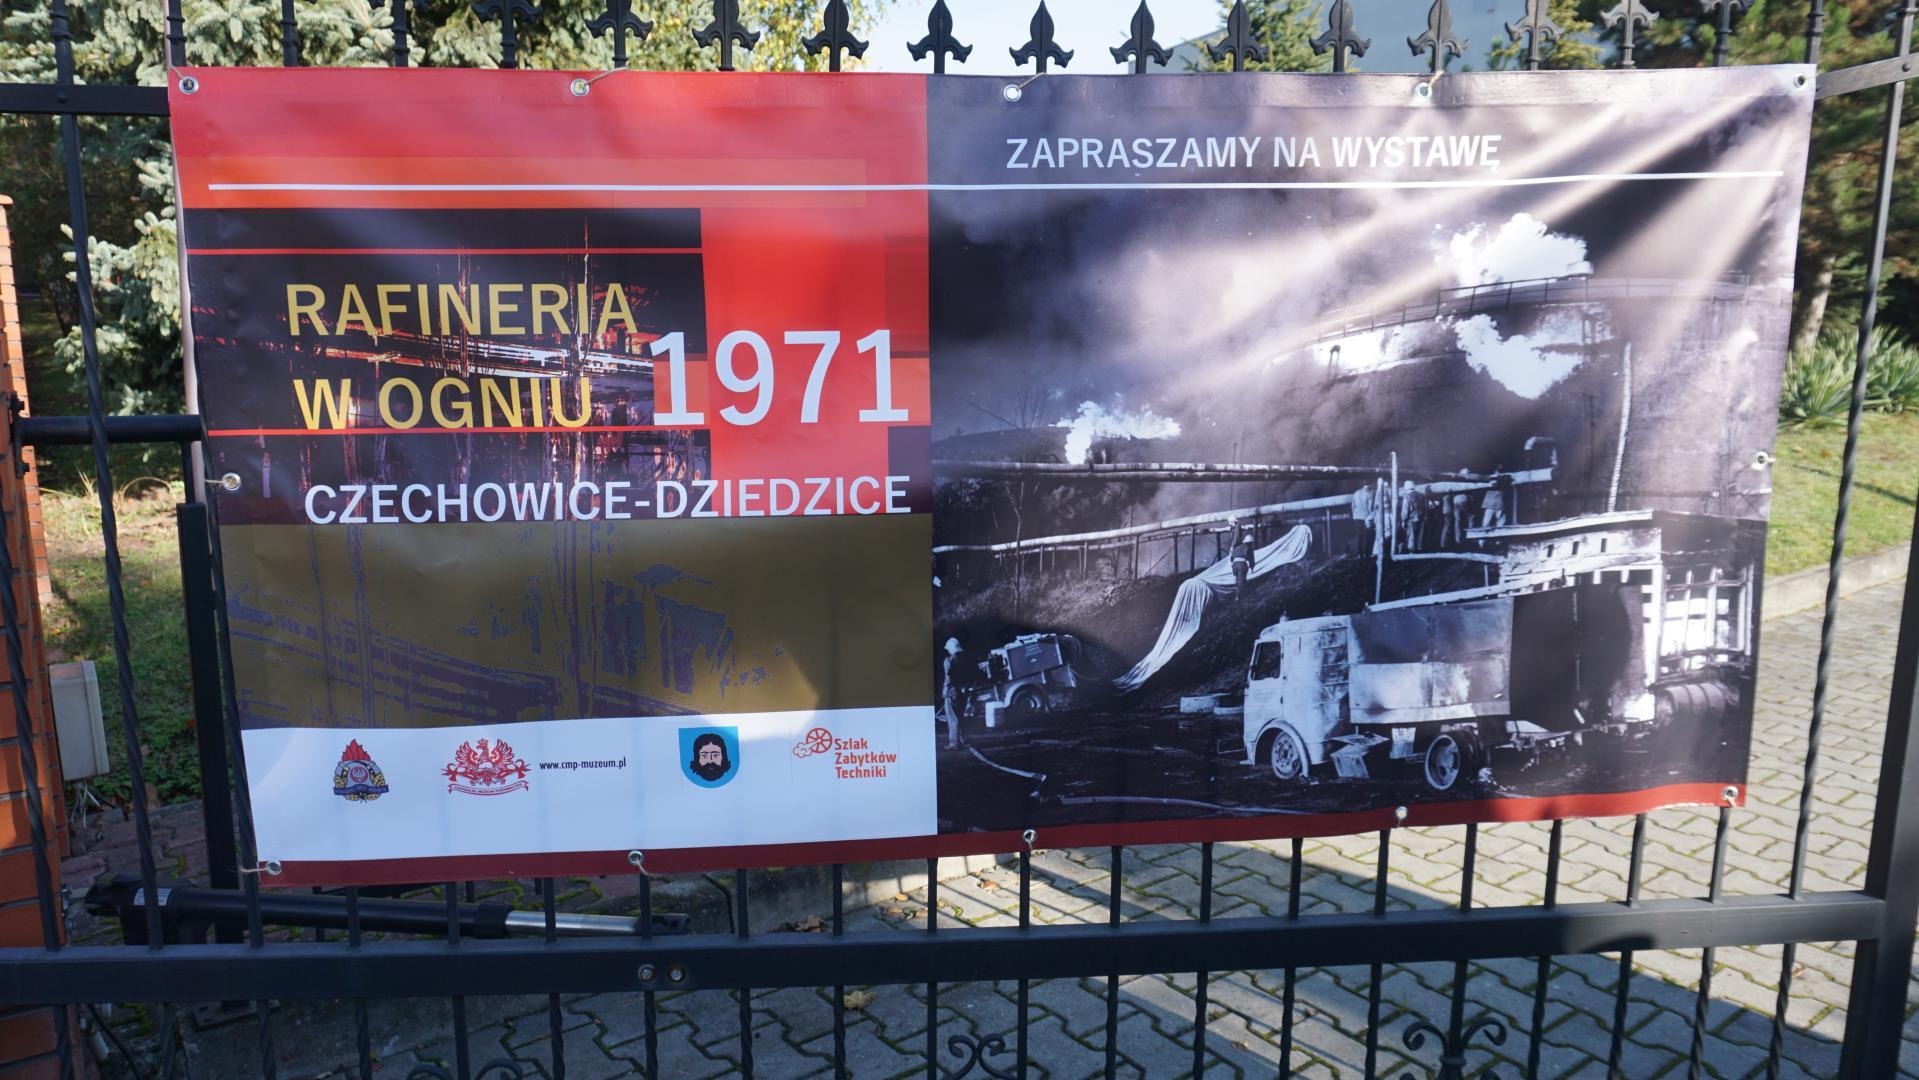 ZAPRASZAMY NA WYSTAWĘ
RAFINERIA
W OGNIU 1971
CZECHOWICE-DZIEDZICE
www.cmp-muzeum.pl
Szlak
Zabytków
Techniki